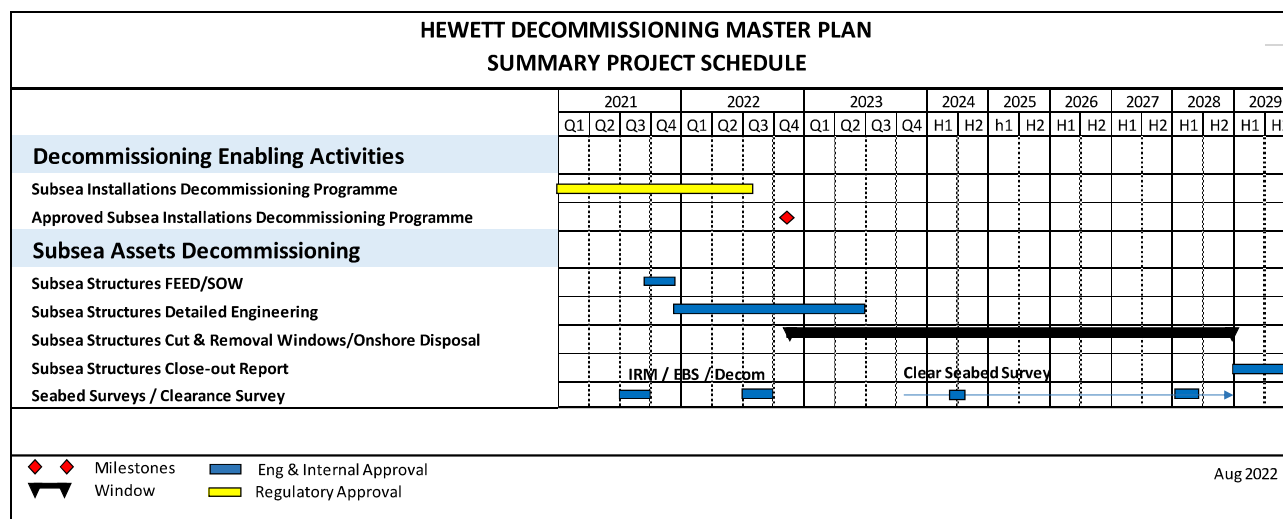 HEWETT DECOMMISSIONING MASTER PLAN
SUMMARY PROJECT SCHEDULE
2021 2022 2023 2024 2025 2026 2027 2028 2029
Q1 Q2 Q3 Q4 Q1 Q2 Q3 Q4 Q1 Q2 Q3 Q4 H1 H2 h1 H2 H1 H2 H1 H2 H1 H2 H1
Decommissioning Enabling Activities
Subsea Installations Decommissioning Programme
Approved Subsea Installations Decommissioning Programme
Subsea Assets Decommissioning
Subsea Structures FEED/SOW
Subsea Structures Detailed Engineering
Subsea Structures Cut & Removal Windows/Onshore Disposal
Subsea Structures Close-out Report
IRM / EBS / Decom Clear Seabed Survey
Seabed Surveys / Clearance Survey
Milestones Eng & Internal Approval
Window Regulatory Approval
Aug 2022